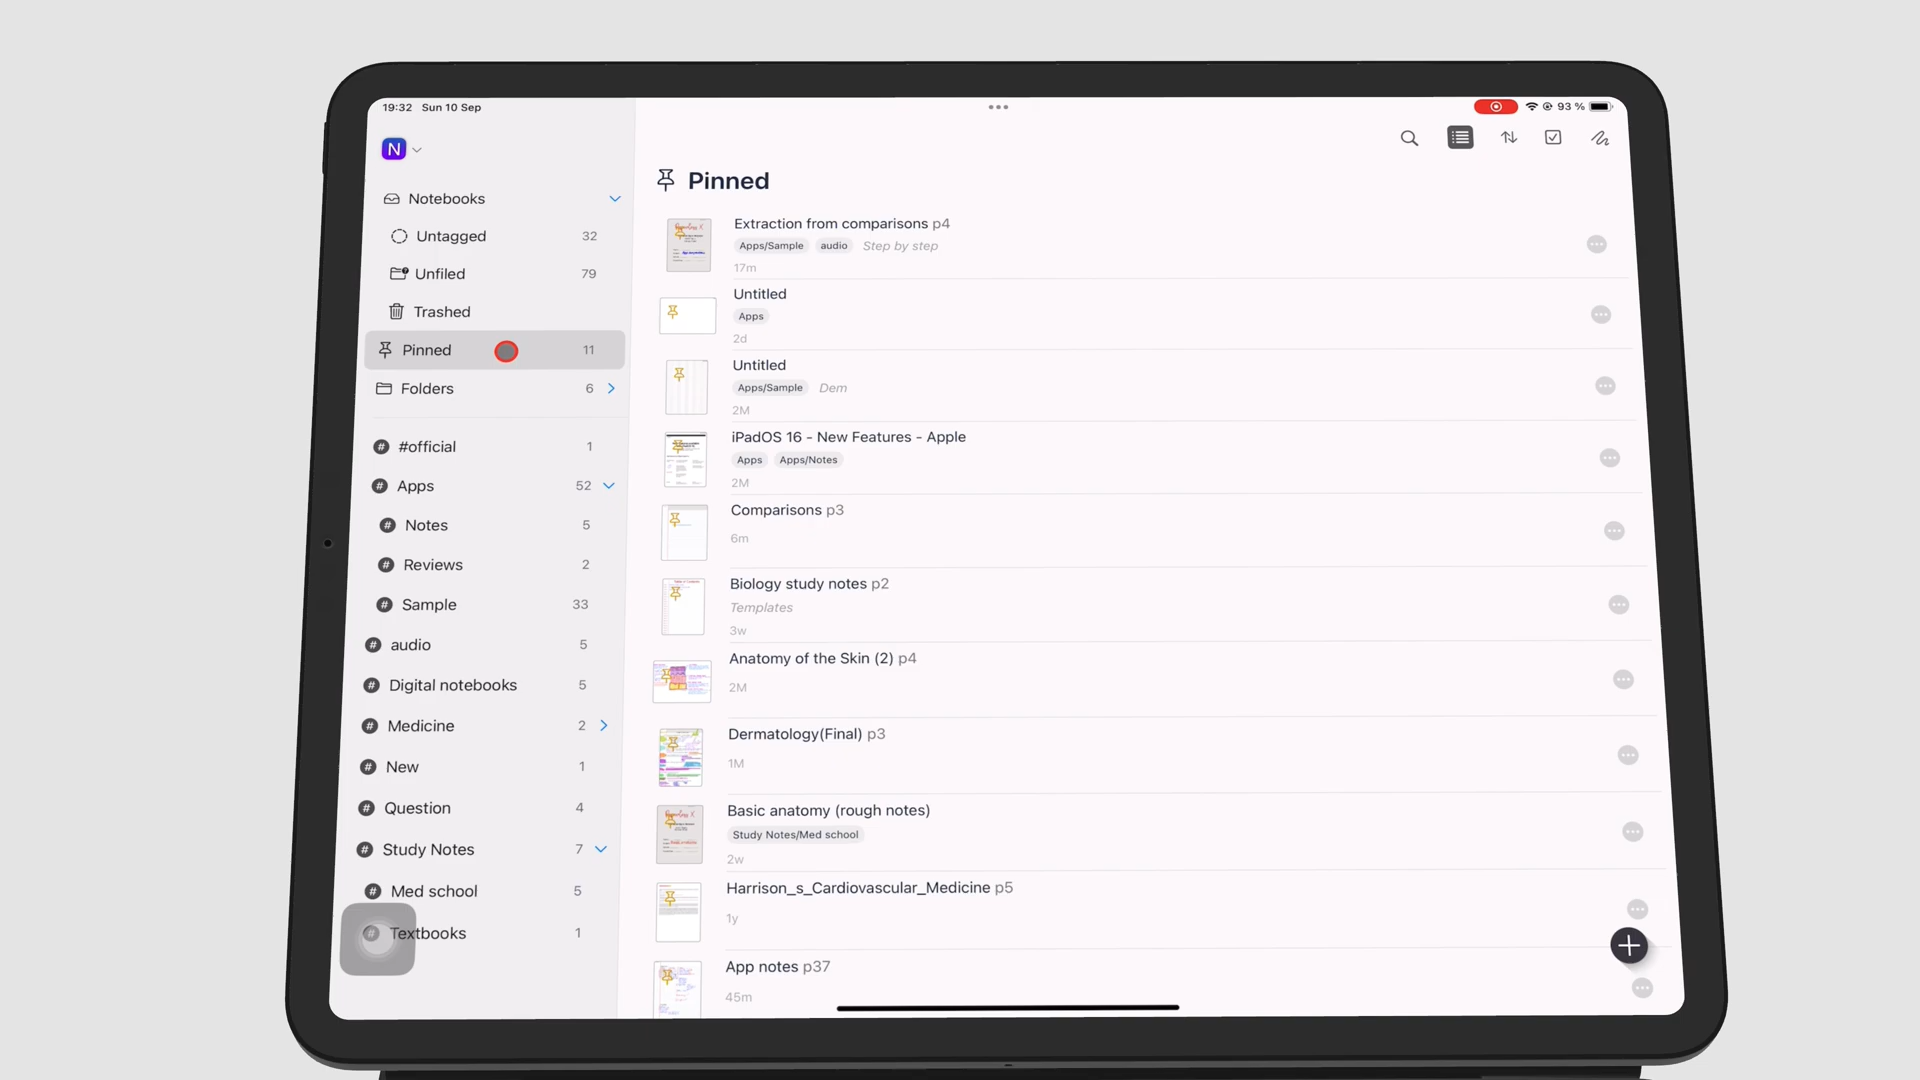 19:32 Sun 10 Sep
93 %
N
Notebooks
Untagged 32
Unfiled 79
Trashed
Pinned 11
Folders 6
#official 1
Apps 52
Notes 5
Reviews 2
Sample 33
audio 5
Digital notebooks 5
Medicine 2
New 1
Question 4
Study Notes 7
Med school 5
Textbooks 1
Pinned
Extraction from comparisons p4
Apps/Sample audio Step by step
17m
Untitled
Apps
2d
Untitled
Apps/Sample Dem
2M
iPadOS 16 - New Features - Apple
Apps Apps/Notes
2M
Comparisons p3
6m
Biology study notes p2
Templates
3w
Anatomy of the Skin (2) p4
2M
Dermatology(Final) p3
1M
Basic anatomy (rough notes)
Study Notes/Med school
2w
Harrison_s_Cardiovascular_Medicine p5
1y
App notes p37
45m